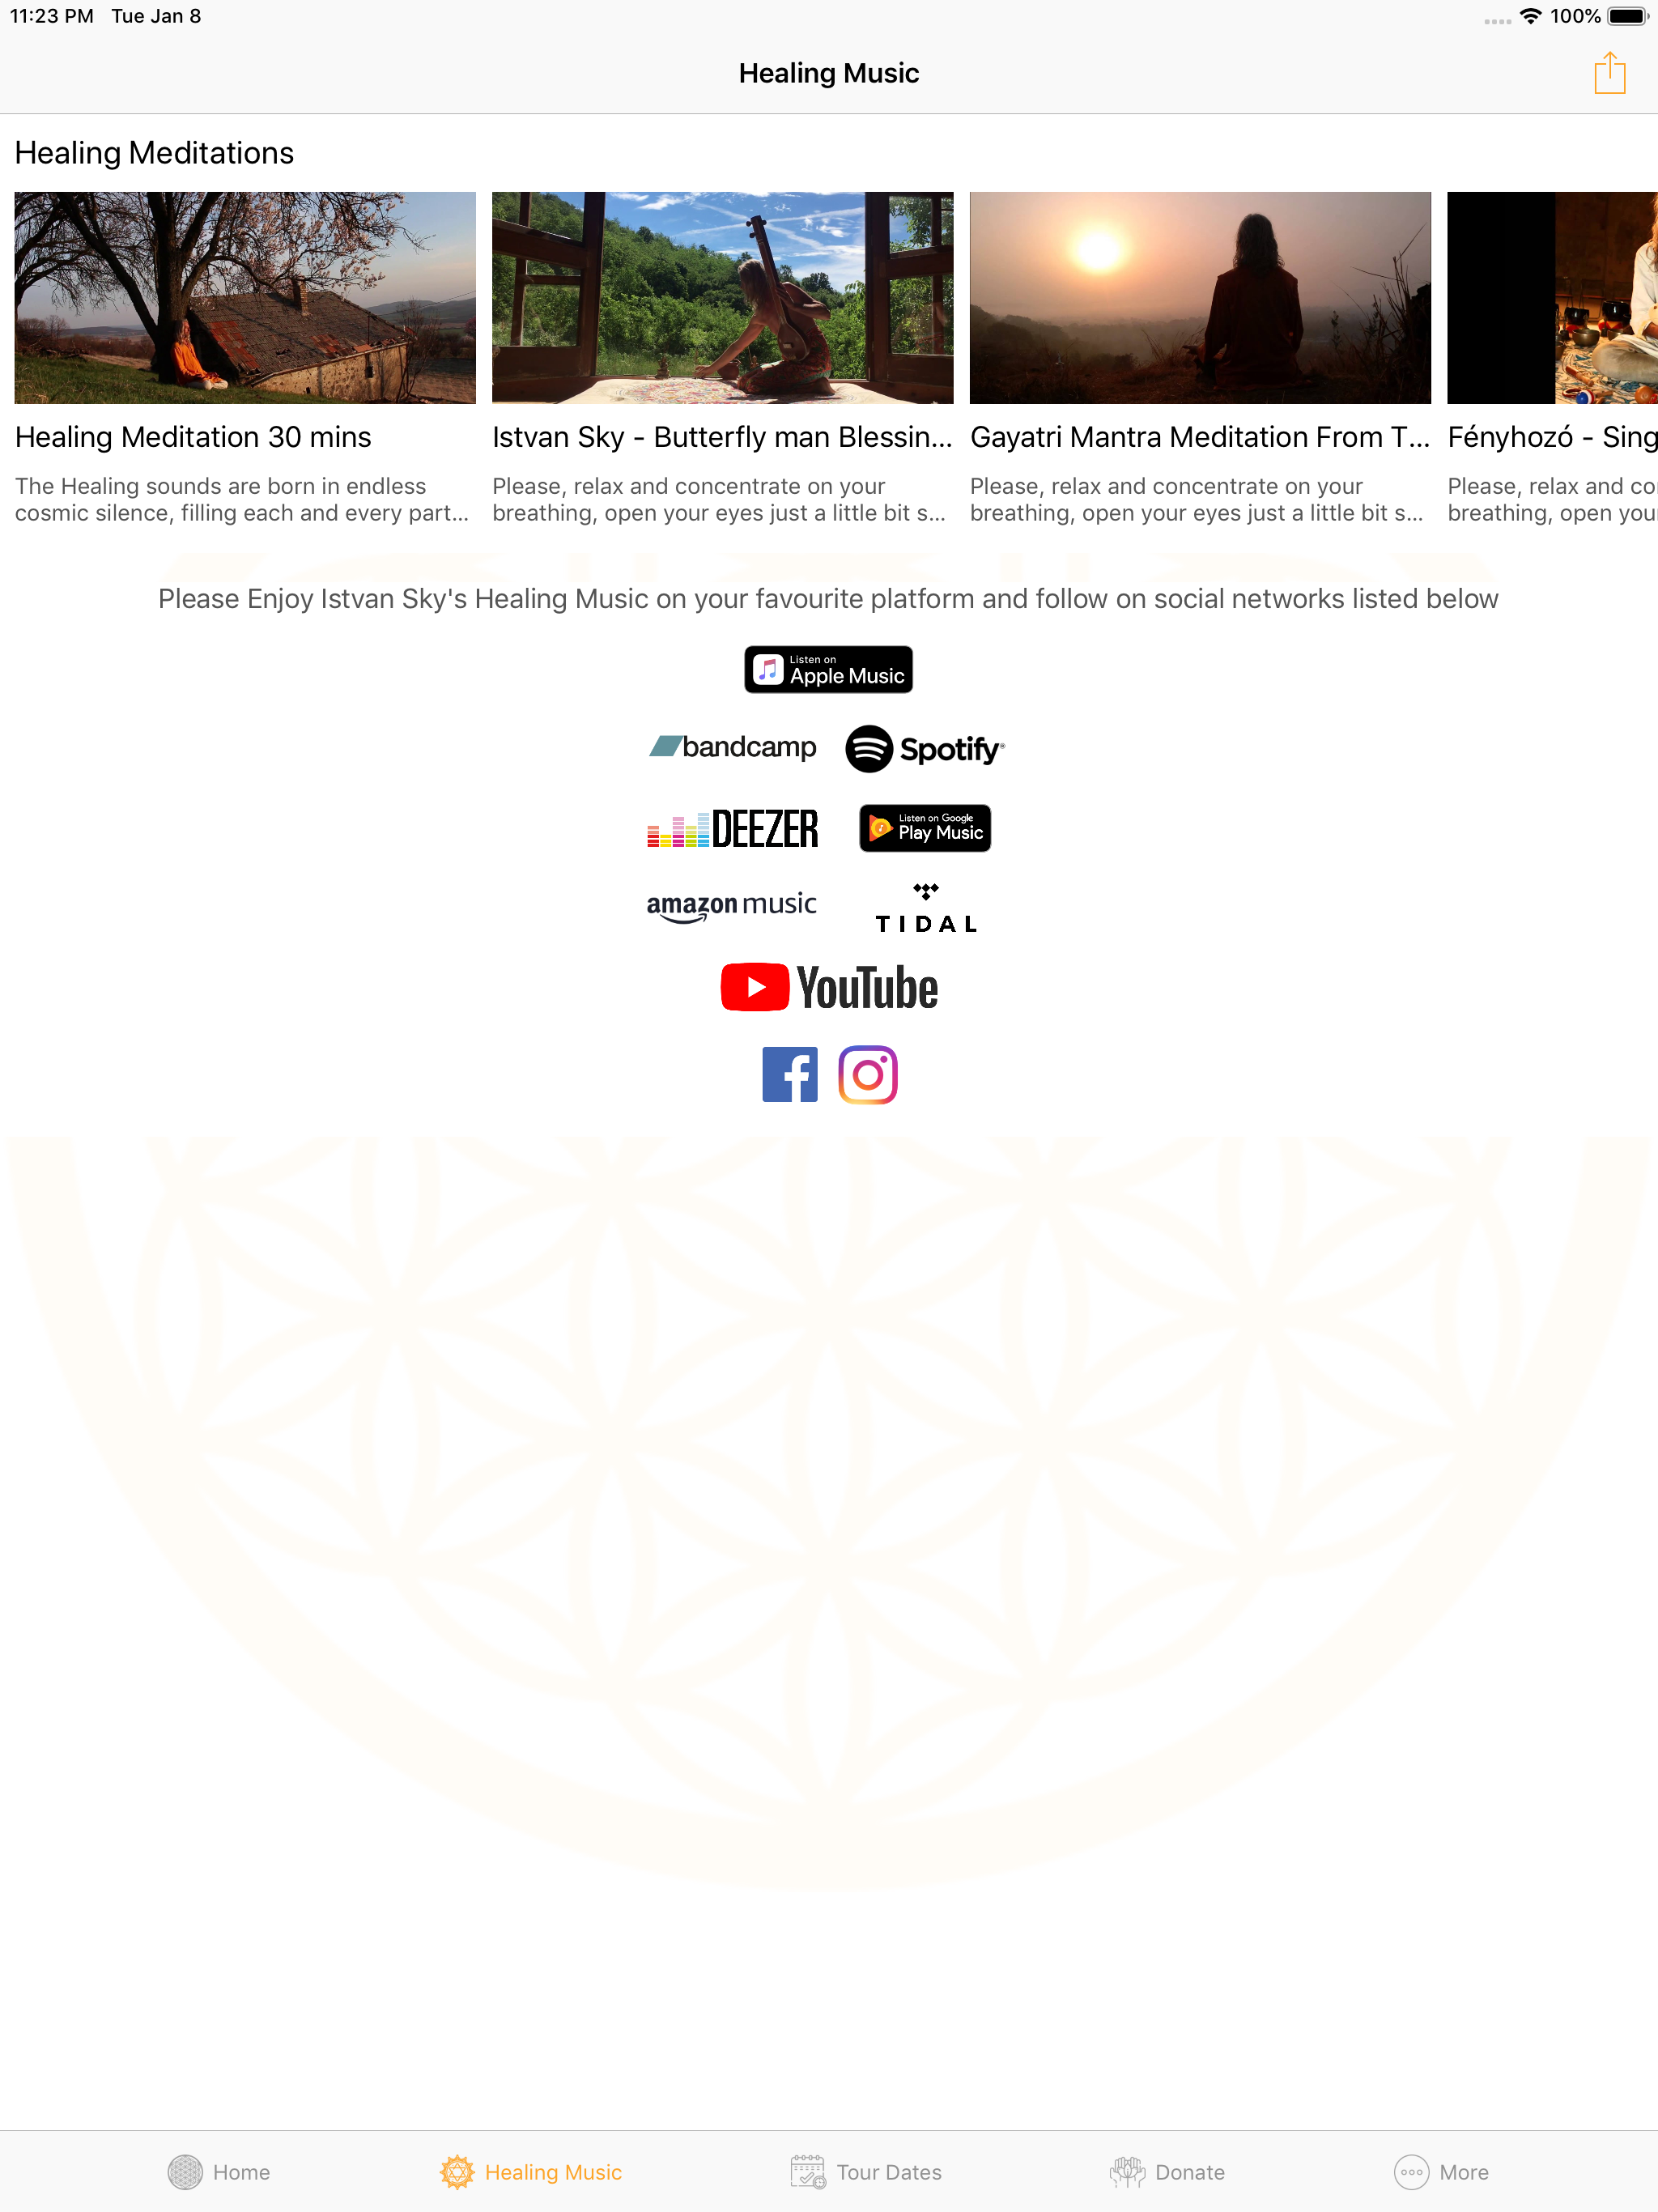 11:23 PM Tue Jan 8
100%
Healing Music
Healing Meditations
Healing Meditation 30 mins
The Healing sounds are born in endless
cosmic silence, filling each and every part...
Istvan Sky - Butterfly man Blessin...
Please, relax and concentrate on your
breathing, open your eyes just a little bit s...
Gayatri Mantra Meditation From T...
Please, relax and concentrate on your
breathing, open your eyes just a little bit s...
Fényhozó - Sing
Please, relax and co
breathing, open you
Please Enjoy Istvan Sky's Healing Music on your favourite platform and follow on social networks listed below
Listen on
Apple Music
bandcamp
Spotify®
DEEZER
Listen on Google
Play Music
amazon music
TIDAL
YouTube
Home
Healing Music
Tour Dates
Donate
More